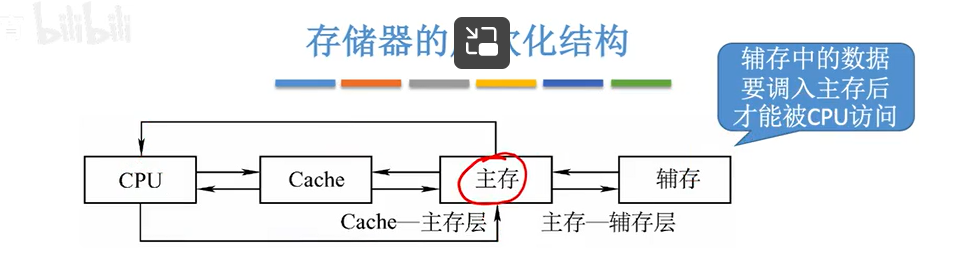 bilibili
存储器的 次化结构
辅存中的数据
要调入主存后
才能被CPU访问
CPU
Cache
主存
辅存
Cache—主存层
主存—辅存层